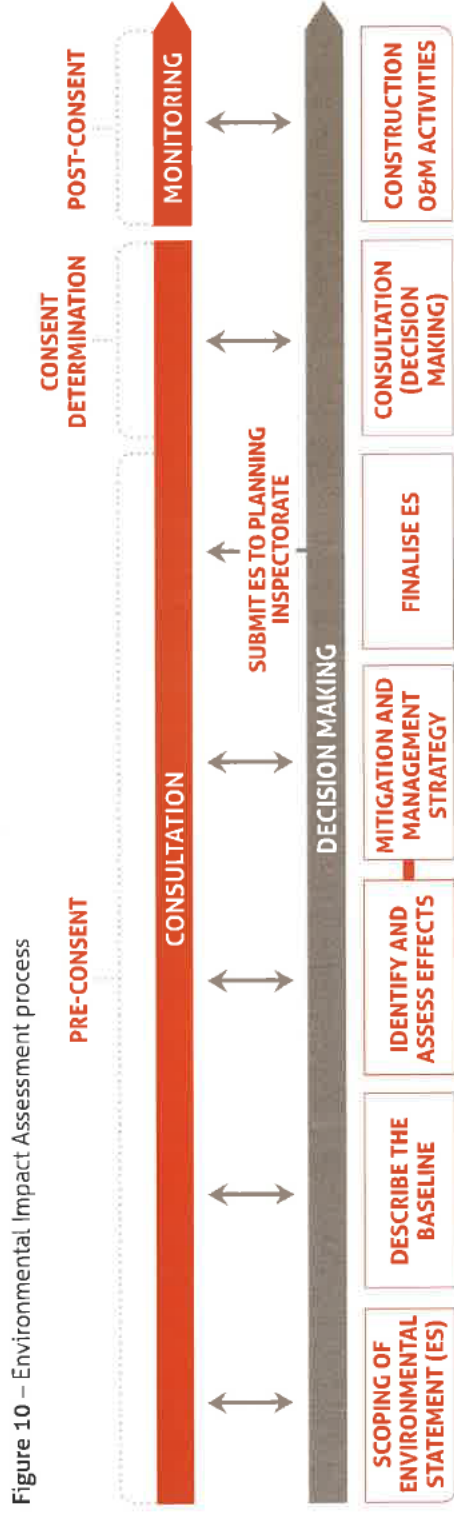 Figure 10 – Environmental Impact Assessment process
PRE-CONSENT
CONSENT
DETERMINATION
POST-CONSENT
CONSULTATION
MONITORING
SUBMIT ES TO PLANNING
INSPECTORATE
DECISION MAKING
SCOPING OF
ENVIRONMENTAL
STATEMENT (ES)
DESCRIBE THE
BASELINE
IDENTIFY AND
ASSESS EFFECTS
MITIGATION AND
MANAGEMENT
STRATEGY
FINALISE ES
CONSULTATION
(DECISION
MAKING)
CONSTRUCTION
O&M ACTIVITIES